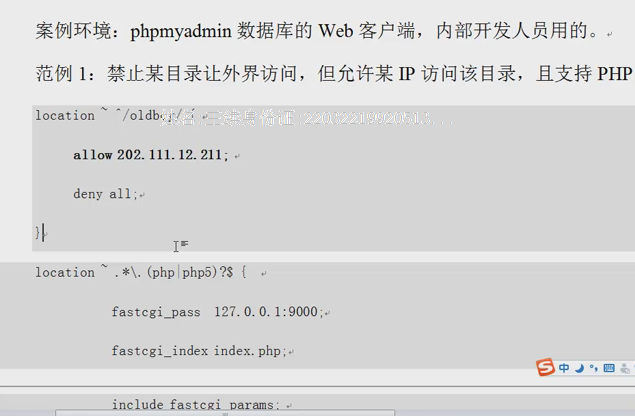 案例环境：phpmyadmin 数据库的 Web 客户端，内部开发人员用的。
范例 1：禁止某目录让外界访问，但允许某 IP 访问该目录，且支持 PHP
location ~ ^/oldboy/ {
allow 202.111.12.211;
deny all;
}
location ~ .*\.(php|php5)?$ {
fastcgi_pass 127.0.0.1:9000;
fastcgi_index index.php;
include fastcgi_params;
中